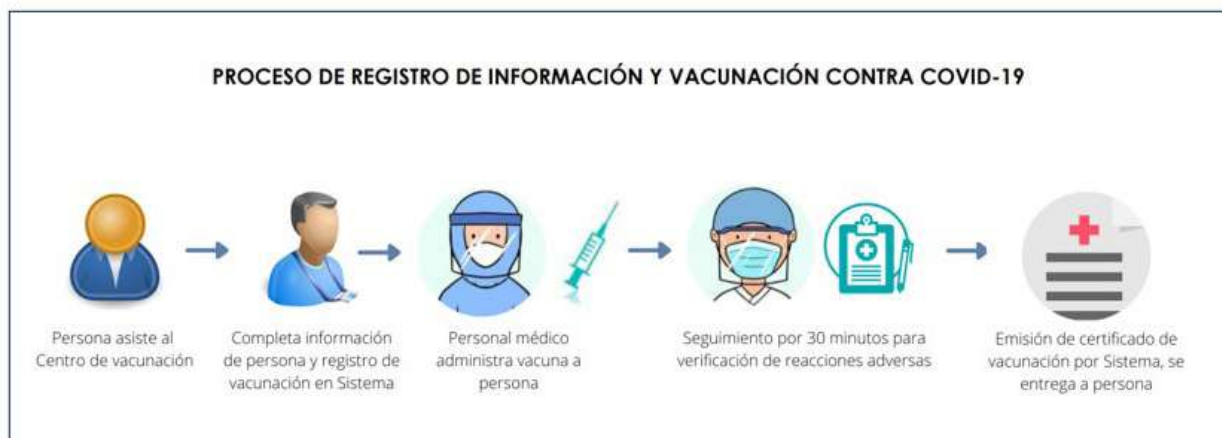 PROCESO DE REGISTRO DE INFORMACIÓN Y VACUNACIÓN CONTRA COVID-19
Persona asiste al
Centro de vacunación
Completa información
de persona y registro de
vacunación en Sistema
Personal médico
administra vacuna a
persona
Seguimiento por 30 minutos para
verificación de reacciones adversas
Emisión de certificado de
vacunación por Sistema, se
entrega a persona